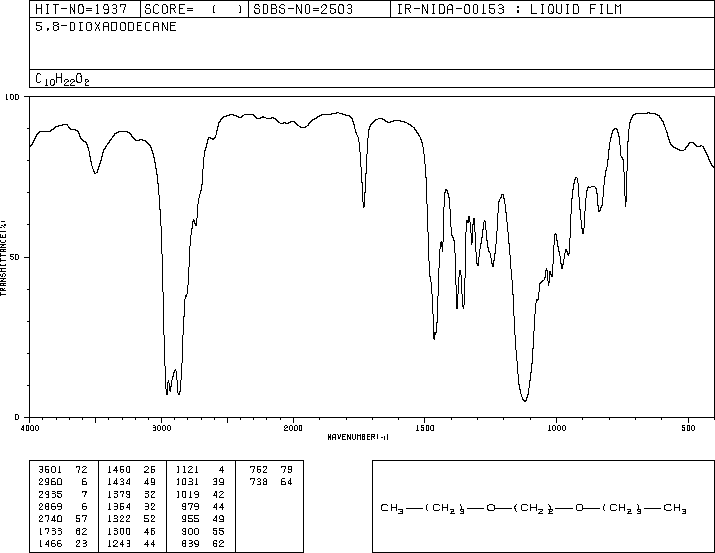 HIT-NO=1937 SCORE= ( ) SDBS-NO=2503 IR-NIDA-00153 : LIQUID FILM
5,8-DIOXADODECANE
C10H22O2
100
TRANSMITTANCE(%)
50
0
4000 3000 2000 1500 1000 500
WAVENUMBER(-1)
3501 72 1460 26 1121 4 762 79
2960 6 1434 49 1031 39 738 64
2935 7 1379 32 1019 42
2869 6 1364 32 979 44
2740 57 1322 52 955 49
1733 62 1300 46 900 55
1466 23 1243 44 839 62
CH3—(CH2)3—O—(CH2)2—O—(CH2)3—CH3